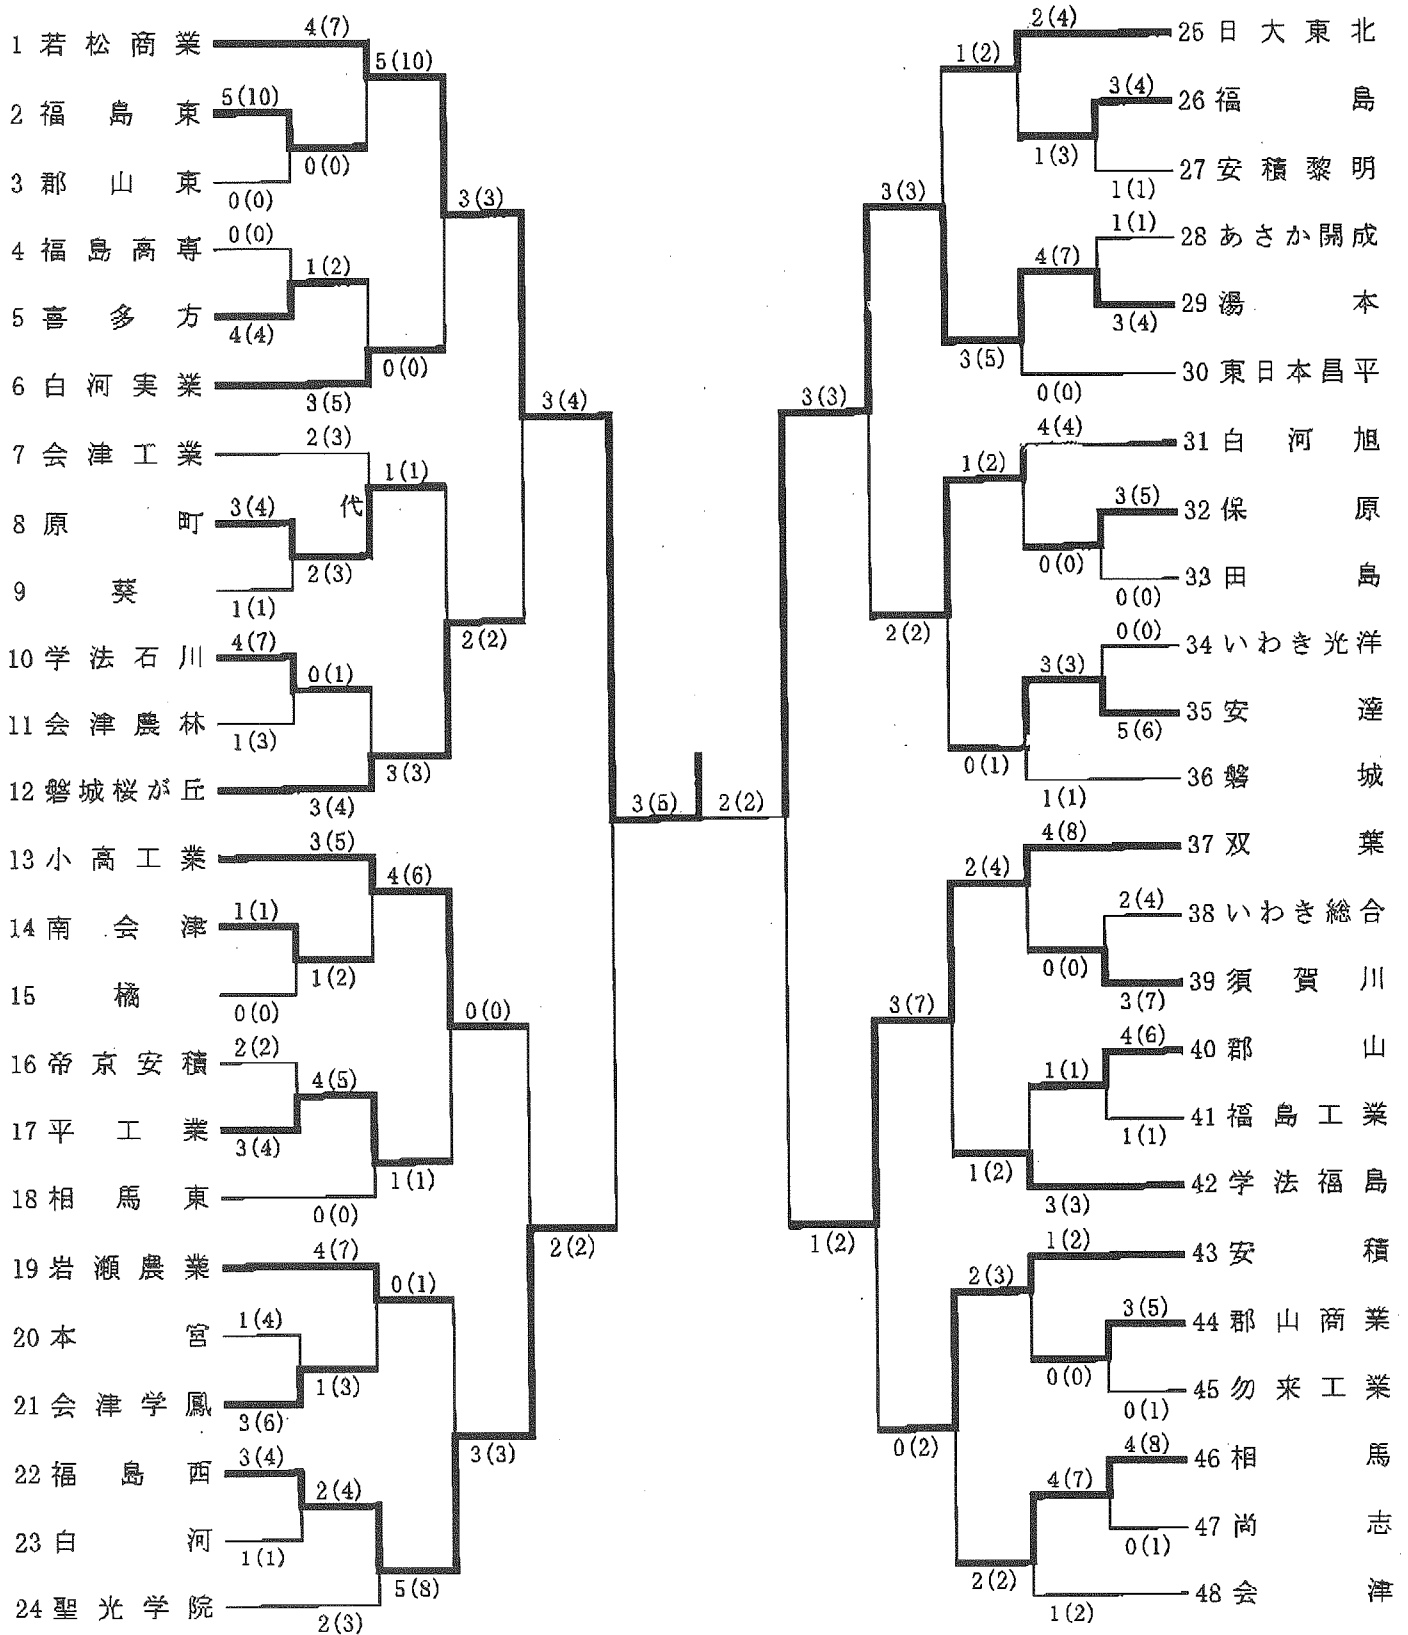 1 若松商業
4(7)
5(10)
2 福島東
5(10)
0(0)
3 郡山東
0(0)
3(3)
4 福島高専
0(0)
1(2)
5 喜多方
4(4)
0(0)
6 白河実業
3(5)
3(4)
7 会津工業
2(3)
1(1)
代
8 原町
3(4)
2(3)
9 葵
1(1)
2(2)
10 学法石川
4(7)
0(1)
11 会津農林
1(3)
3(3)
12 磐城桜が丘
3(4)
3(5)
2(2)
13 小高工業
3(5)
4(6)
14 南会津
1(1)
1(2)
15 橘
0(0)
0(0)
16 帝京安積
2(2)
4(5)
17 平工業
3(4)
1(1)
18 相馬東
0(0)
2(2)
19 岩瀬農業
4(7)
0(1)
20 本宮
1(4)
1(3)
21 会津学鳳
3(6)
3(3)
22 福島西
3(4)
2(4)
23 白河
1(1)
5(8)
24 聖光学院
2(3)
2(4)
25 日大東北
1(2)
3(4)
26 福島
1(3)
27 安積黎明
1(1)
3(3)
1(1)
28 あさか開成
4(7)
29 湯本
3(4)
3(5)
30 東日本昌平
0(0)
3(3)
4(4)
31 白河旭
1(2)
3(5)
32 保原
0(0)
33 田島
0(0)
2(2)
0(0)
34 いわき光洋
3(3)
35 安達
5(6)
0(1)
36 磐城
1(1)
4(8)
37 双葉
2(4)
2(4)
38 いわき総合
0(0)
39 須賀川
3(7)
3(7)
4(6)
40 郡山
1(1)
41 福島工業
1(1)
1(2)
42 学法福島
3(3)
1(2)
1(2)
43 安積
2(3)
3(5)
44 郡山商業
0(0)
45 勿来工業
0(1)
0(2)
4(8)
46 相馬
4(7)
47 尚志
0(1)
2(2)
48 会津
1(2)